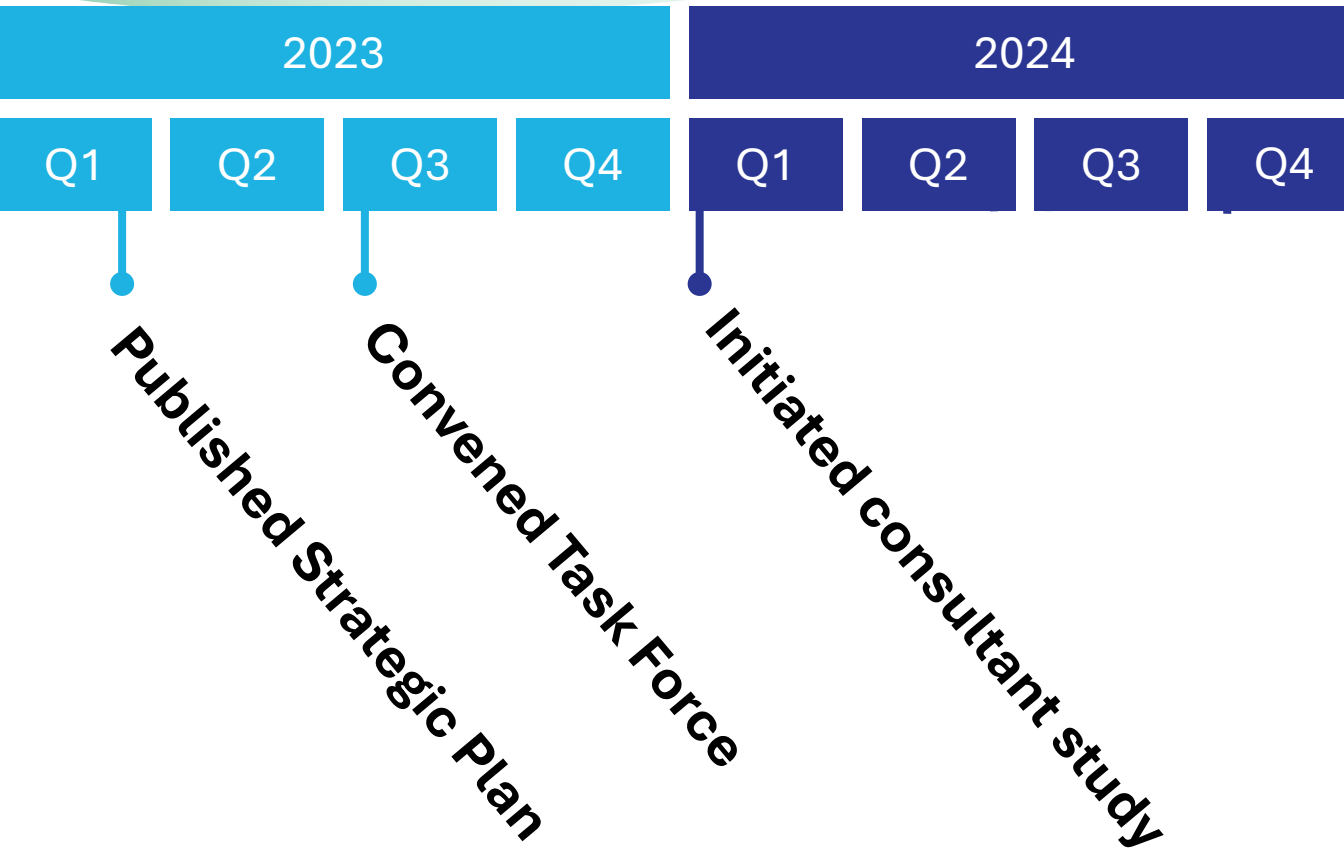 2023 2024
Q1 Q2 Q3 Q4 Q1 Q2 Q3 Q4
Published Strategic Plan
Convened Task Force
Initiated consultant study